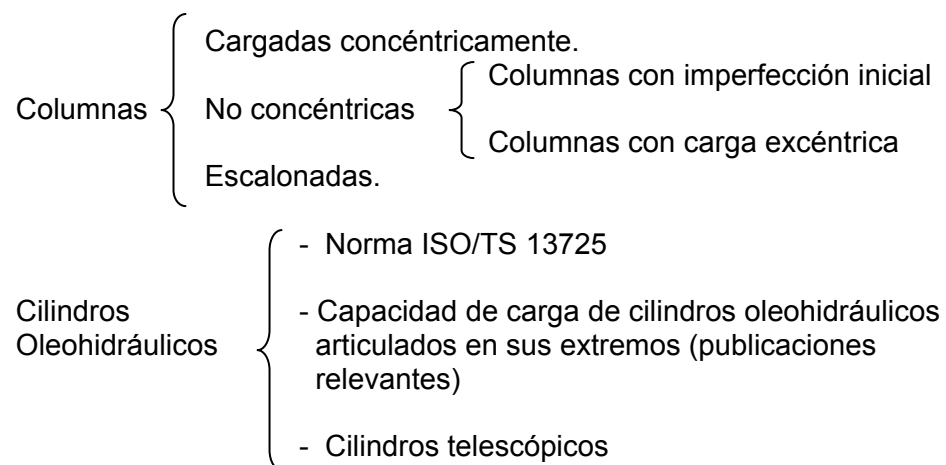 Columnas
Cargadas concéntricamente.
No concéntricas
Columnas con imperfección inicial
Columnas con carga excéntrica
Escalonadas.
Cilindros
Oleohidráulicos
- Norma ISO/TS 13725
- Capacidad de carga de cilindros oleohidráulicos
articulados en sus extremos (publicaciones
relevantes)
- Cilindros telescópicos